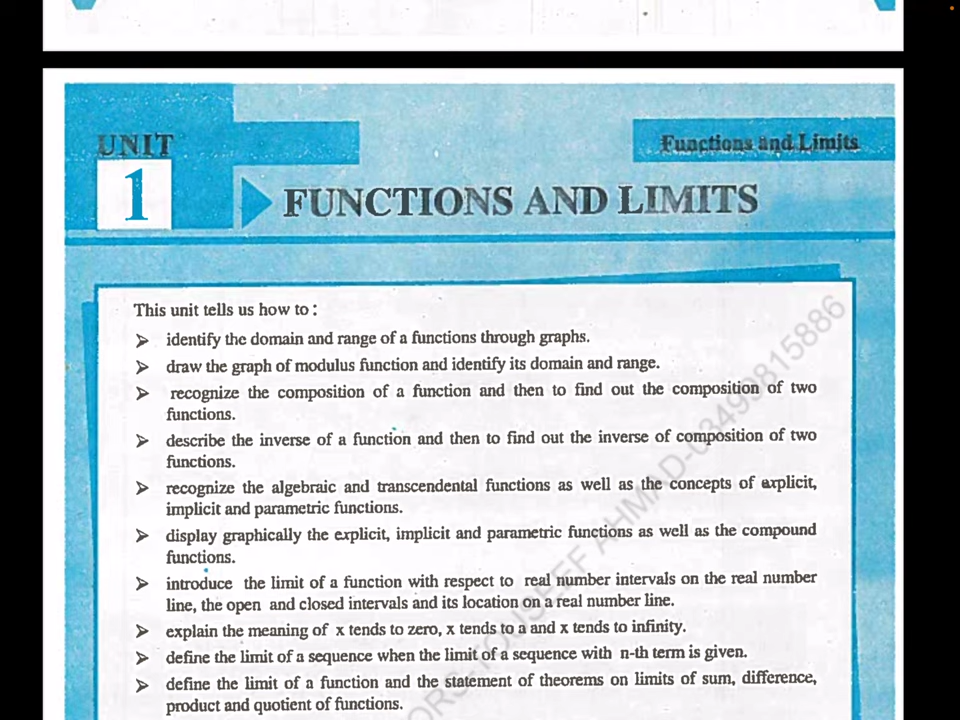 UNIT
Functions and Limits
1
FUNCTIONS AND LIMITS
This unit tells us how to :
➢ identify the domain and range of a functions through graphs.
➢ draw the graph of modulus function and identify its domain and range.
➢ recognize the composition of a function and then to find out the composition of two
functions.
➢ describe the inverse of a function and then to find out the inverse of composition of two
functions.
➢ recognize the algebraic and transcendental functions as well as the concepts of explicit,
implicit and parametric functions.
➢ display graphically the explicit, implicit and parametric functions as well as the compound
functions.
➢ introduce the limit of a function with respect to real number intervals on the real number
line, the open and closed intervals and its location on a real number line.
➢ explain the meaning of x tends to zero, x tends to a and x tends to infinity.
➢ define the limit of a sequence when the limit of a sequence with n-th term is given.
➢ define the limit of a function and the statement of theorems on limits of sum, difference,
product and quotient of functions.